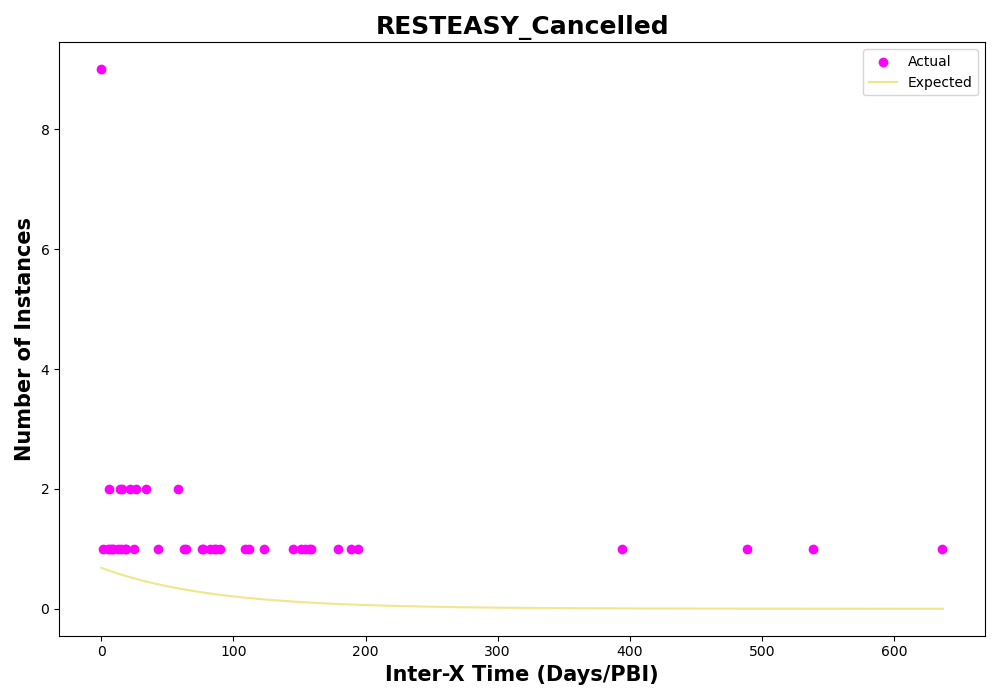 RESTEASY_Cancelled
Actual
Expected
Number of Instances
8
6
4
2
0
0 100 200 300 400 500 600
Inter-X Time (Days/PBI)